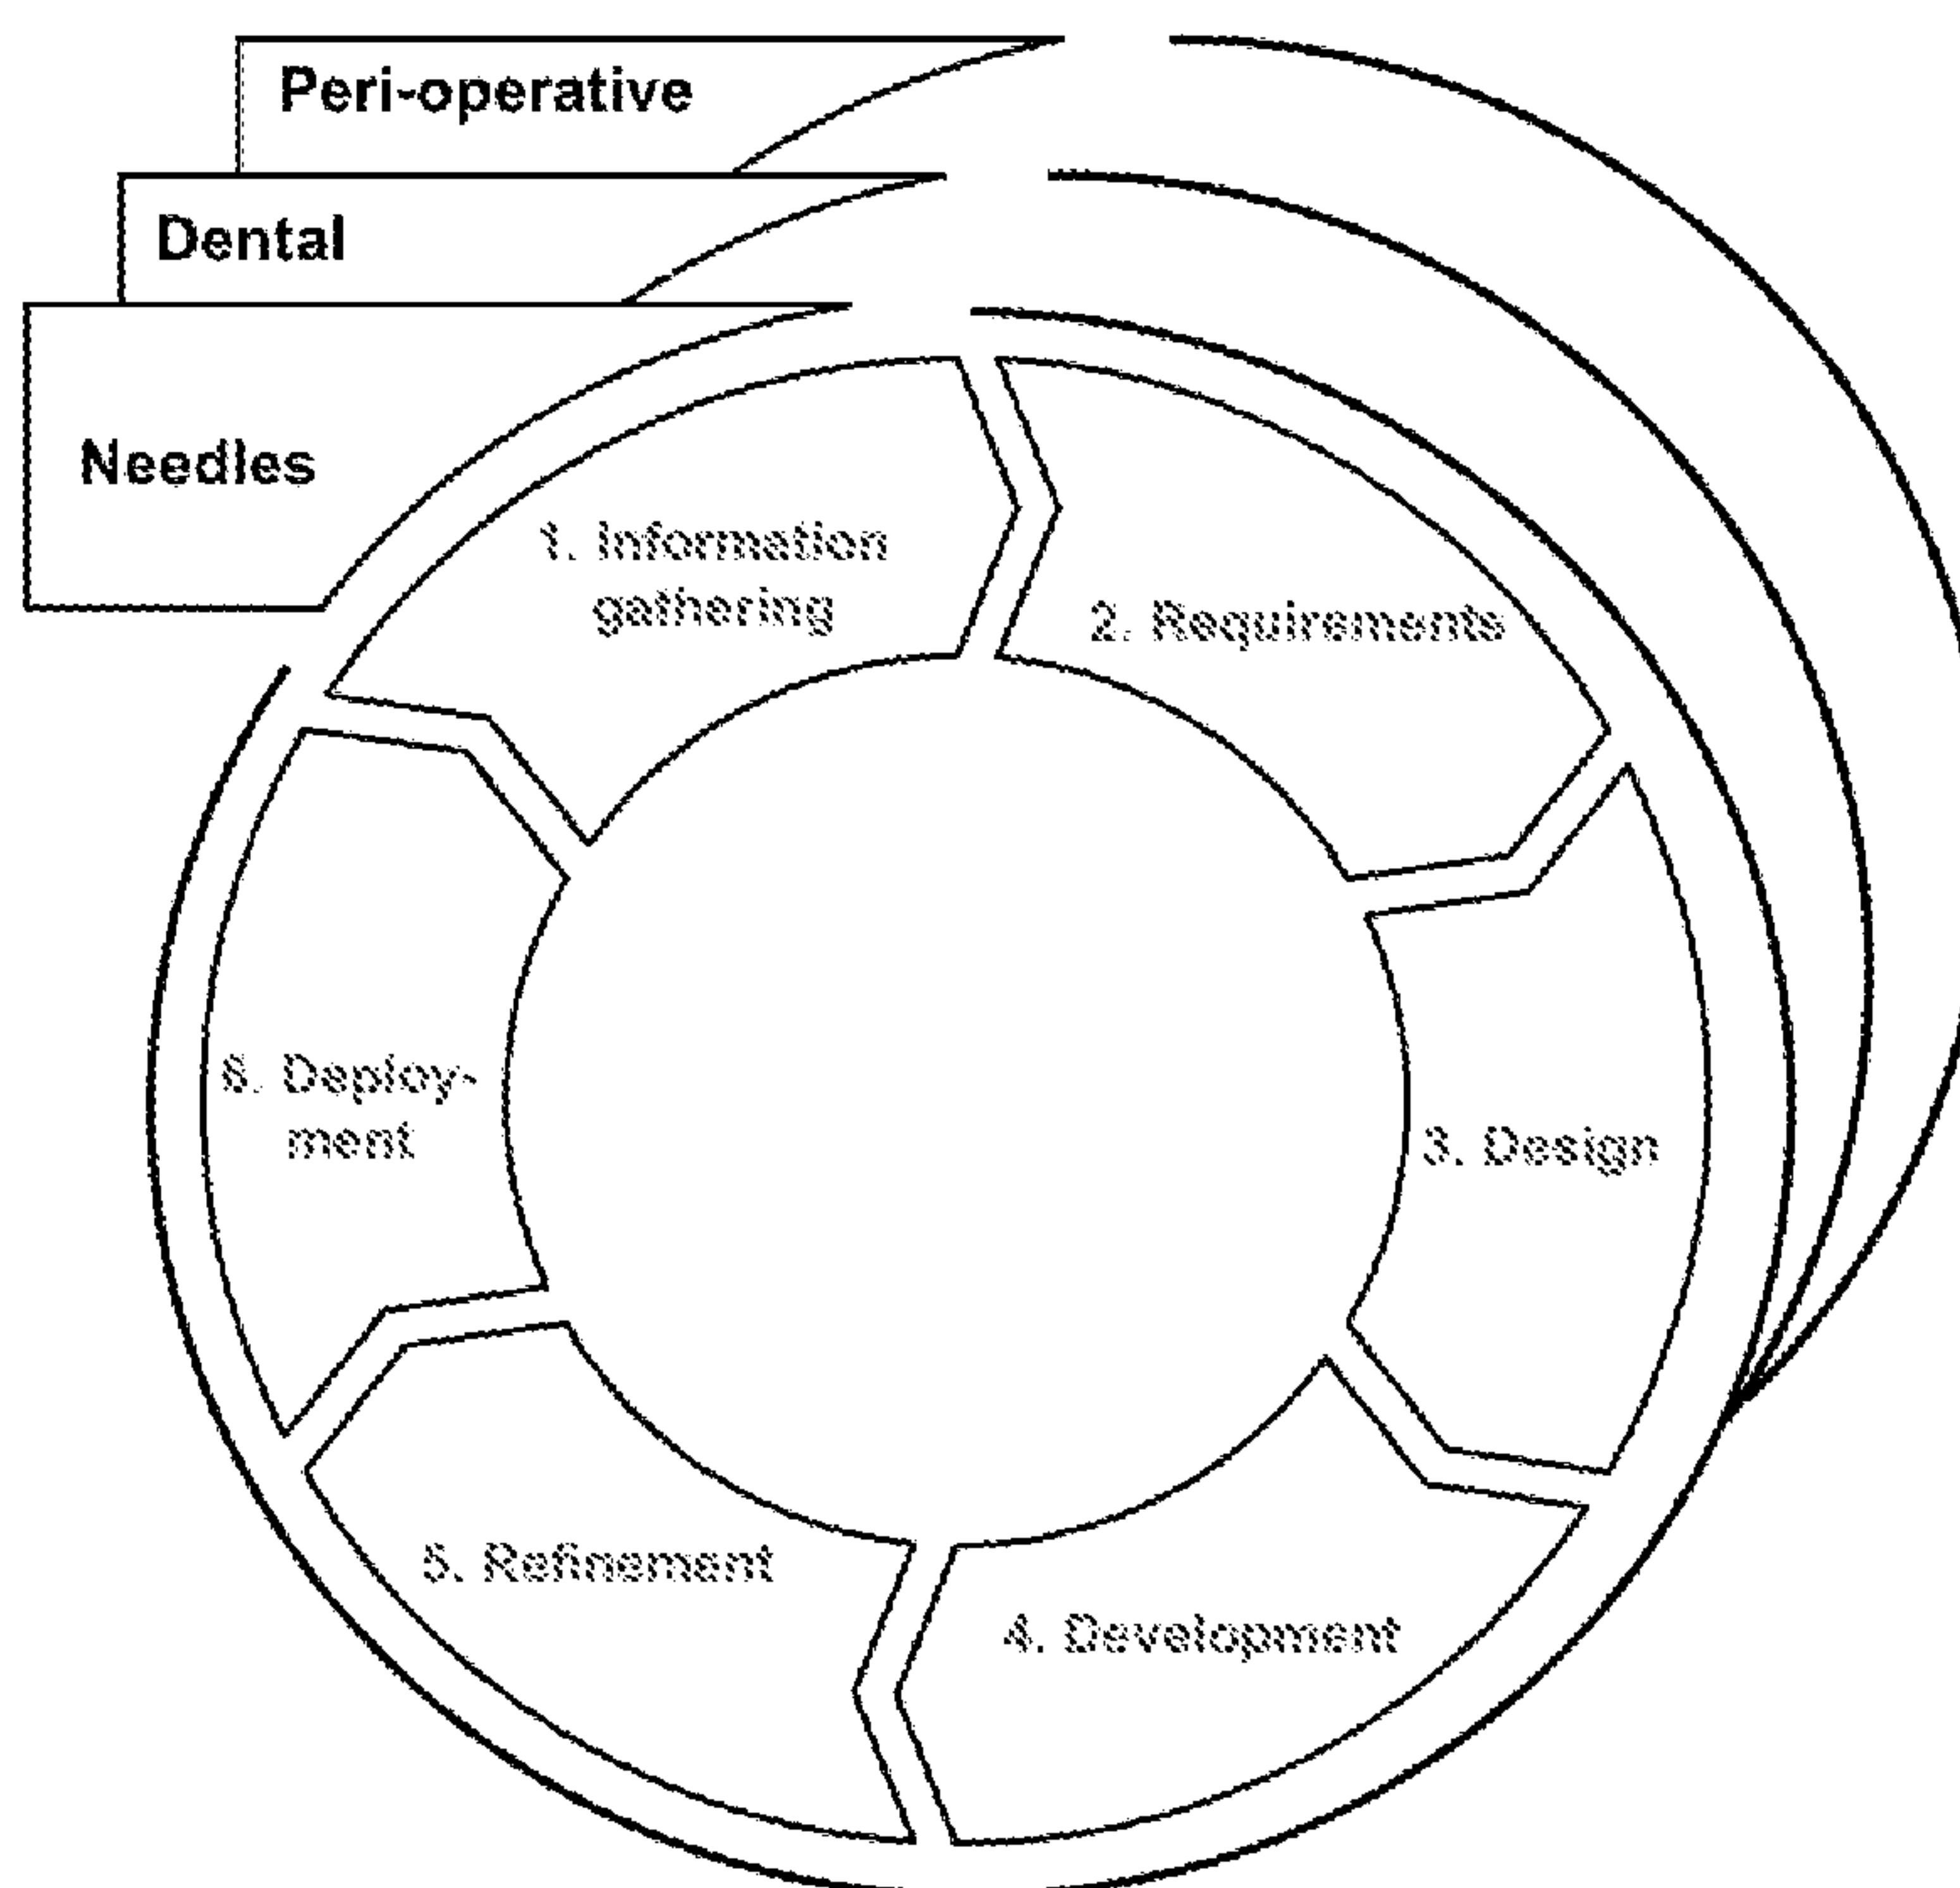 Peri-operative
Dental
Needles
1. Information
gathering
2. Requirements
3. Design
4. Development
5. Refinement
6. Deploy-
ment